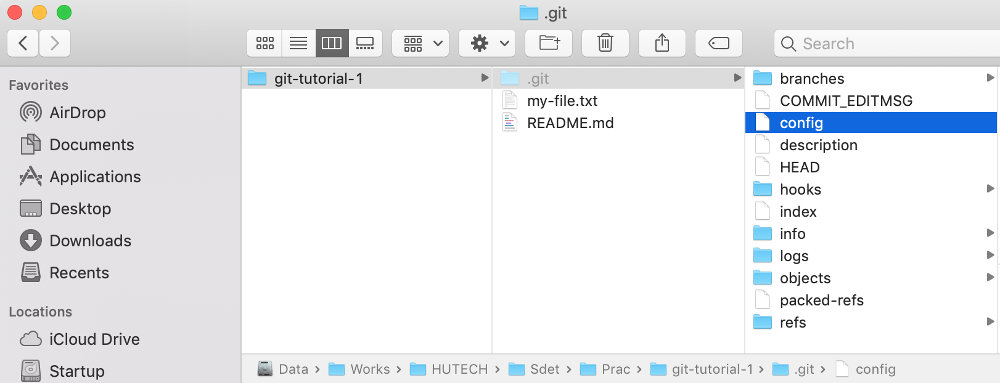 .git
Search
Favorites
AirDrop
Documents
Applications
Desktop
Downloads
Recents
Locations
iCloud Drive
Startup
git-tutorial-1
.git
my-file.txt
README.md
branches
COMMIT_EDITMSG
config
description
HEAD
hooks
index
info
logs
objects
packed-refs
refs
Data › Works › HUTECH › Sdet › Prac › git-tutorial-1 › .git › config